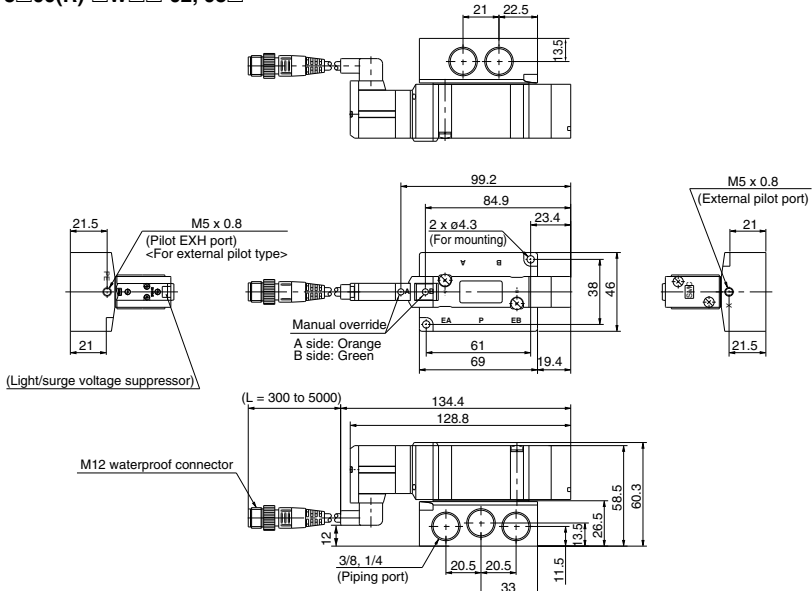 21
22.5
13.5
99.2
84.9
23.4
2 x ø4.3
(For mounting)
M5 x 0.8
(External pilot port)
21
21.5
M5 x 0.8
(Pilot EXH port)
<For external pilot type>
PE
A
B
A
B
EA
P
EB
38
46
X
SMC
21.5
21
(Light/surge voltage suppressor)
Manual override
A side: Orange
B side: Green
61
69
19.4
(L = 300 to 5000)
134.4
128.8
M12 waterproof connector
12
58.5
60.3
26.5
13.5
11.5
3/8, 1/4
(Piping port)
20.5
20.5
33